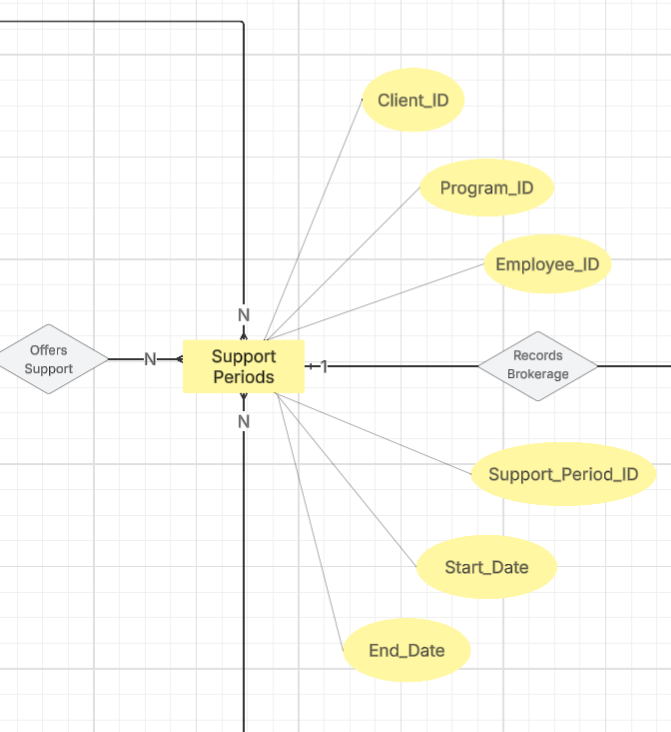 Client_ID
Program_ID
Employee_ID
N
Offers
Support
N
Support
Periods
1
Records
Brokerage
N
Support_Period_ID
Start_Date
End_Date